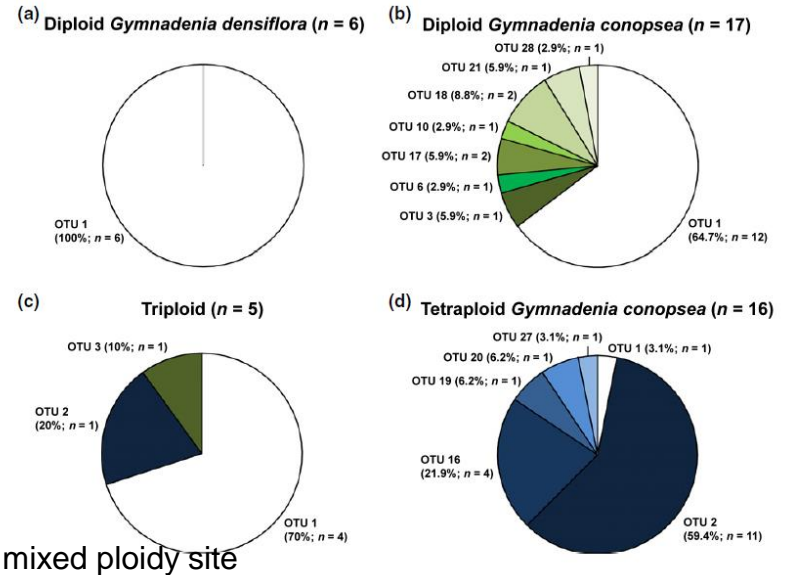 (a) Diploid Gymnadenia densiflora (n = 6)
OTU 1
(100%; n = 6)
(b) Diploid Gymnadenia conopsea (n = 17)
OTU 28 (2.9%; n = 1)
OTU 21 (5.9%; n = 1)
OTU 18 (8.8%; n = 2)
OTU 10 (2.9%; n = 1)
OTU 17 (5.9%; n = 2)
OTU 6 (2.9%; n = 1)
OTU 3 (5.9%; n = 1)
OTU 1
(64.7%; n = 12)
(c) Triploid (n = 5)
OTU 3 (10%; n = 1)
OTU 2
(20%; n = 1)
OTU 1
(70%; n = 4)
(d) Tetraploid Gymnadenia conopsea (n = 16)
OTU 27 (3.1%; n = 1)
OTU 1 (3.1%; n = 1)
OTU 20 (6.2%; n = 1)
OTU 19 (6.2%; n = 1)
OTU 16
(21.9%; n = 4)
OTU 2
(59.4%; n = 11)
mixed ploidy site